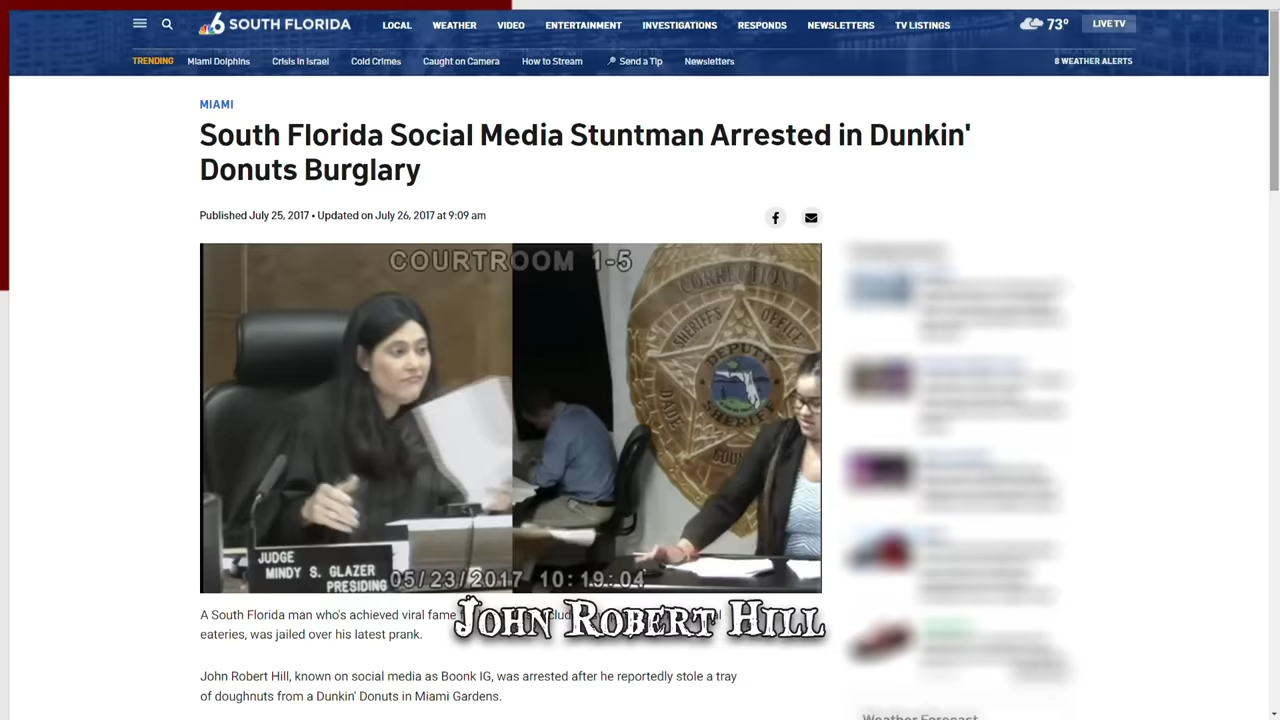 6 SOUTH FLORIDA
LOCAL WEATHER VIDEO ENTERTAINMENT INVESTIGATIONS RESPONDS NEWSLETTERS TV LISTINGS
73° LIVE TV
TRENDING Miami Dolphins Crisis in Israel Cold Crimes Caught on Camera How to Stream Send a Tip Newsletters
8 WEATHER ALERTS
MIAMI
South Florida Social Media Stuntman Arrested in Dunkin'
Donuts Burglary
Published July 25, 2017 • Updated on July 26, 2017 at 9:09 am
COURTROOM 1-5
CORRECTIONS
SHERIFF'S OFFICE
DEPUTY
SHERIFF
DADE
JUDGE
MINDY S. GLAZER
PRESIDING
05/23/2017 10:19:04
A South Florida man who's achieved viral fame
JOHN ROBERT HILL
eateries, was jailed over his latest prank.
John Robert Hill, known on social media as Boonk IG, was arrested after he reportedly stole a tray
of doughnuts from a Dunkin' Donuts in Miami Gardens.
Weather Forecast